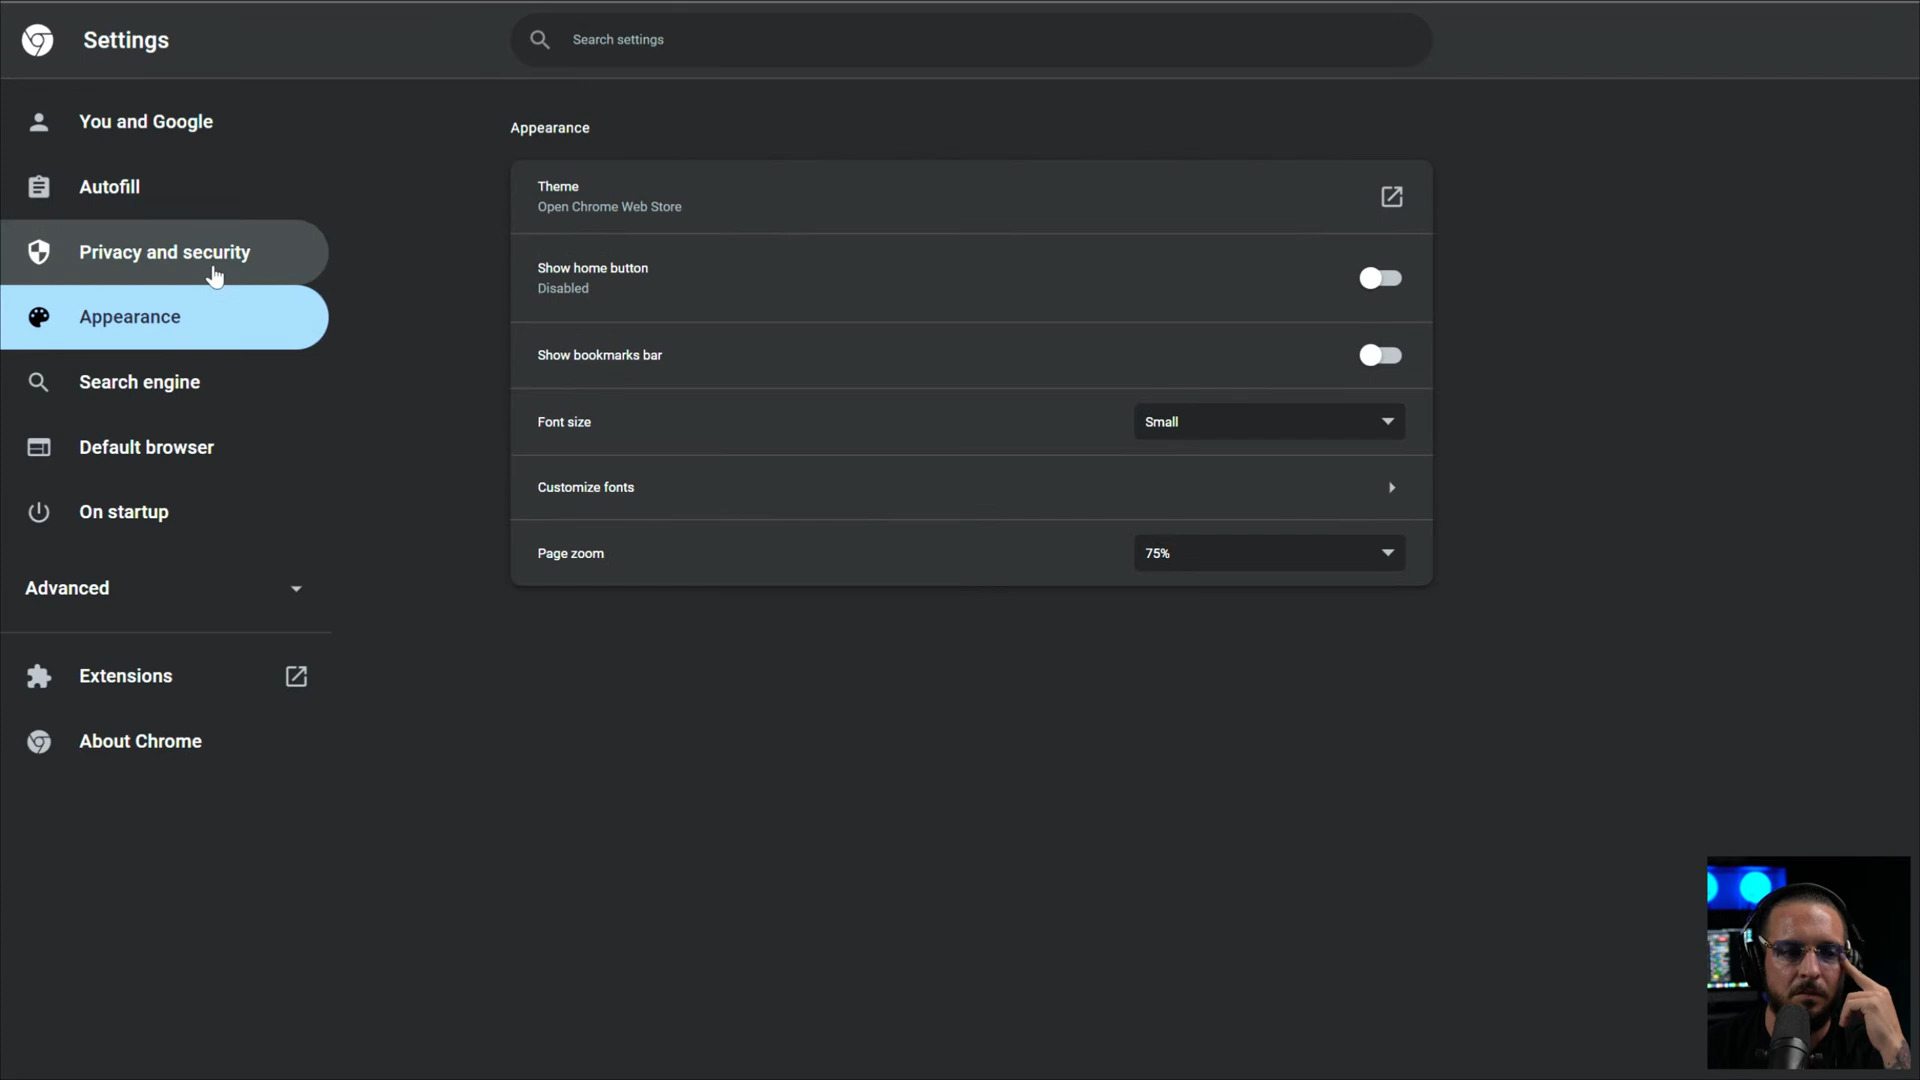 Settings
Search settings
You and Google
Autofill
Privacy and security
Appearance
Search engine
Default browser
On startup
Advanced
Extensions
About Chrome
Appearance
Theme
Open Chrome Web Store
Show home button
Disabled
Show bookmarks bar
Font size
Small
Customize fonts
Page zoom
75%